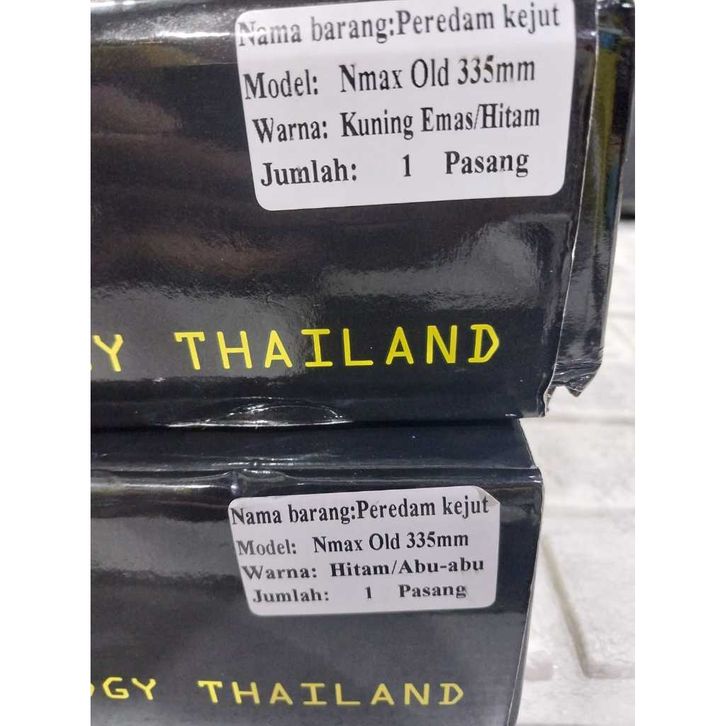 Nama barang:Peredam kejut
Model: Nmax Old 335mm
Warna: Kuning Emas/Hitam
Jumlah: 1 Pasang
THAILAND
Nama barang:Peredam kejut
Model: Nmax Old 335mm
Warna: Hitam/Abu-abu
Jumlah: 1 Pasang
THAILAND